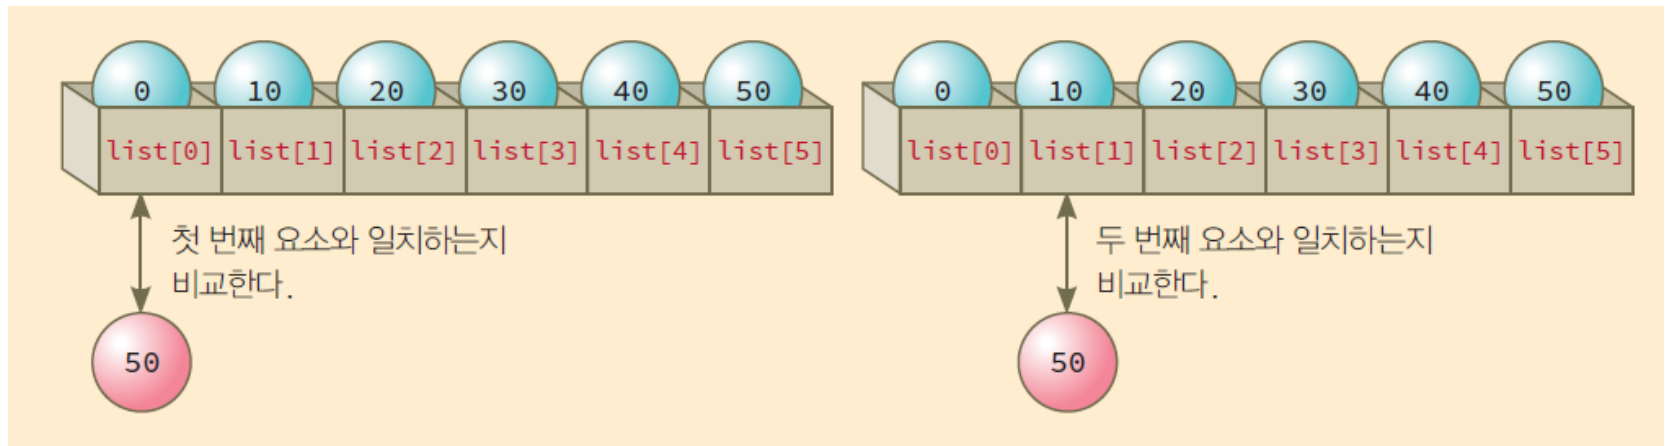 0 10 20 30 40 50
list[0] list[1] list[2] list[3] list[4] list[5]
첫 번째 요소와 일치하는지
비교한다.
50
0 10 20 30 40 50
list[0] list[1] list[2] list[3] list[4] list[5]
두 번째 요소와 일치하는지
비교한다.
50